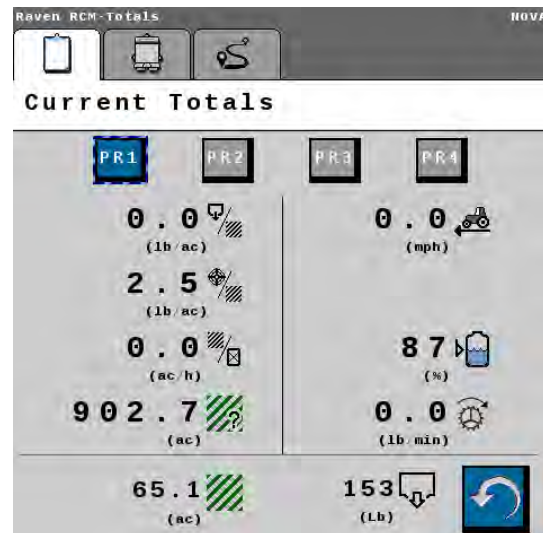 Raven RCM-Totals NOVA
Current Totals
PR1 PR2 PR3 PR4
0.0 0.0
(lb/ac) (mph)
2.5
(lb/ac)
0.0 87
(ac/h) (%)
902.7 ? 0.0
(ac) (lb/min)
65.1 153
(ac) (Lb)